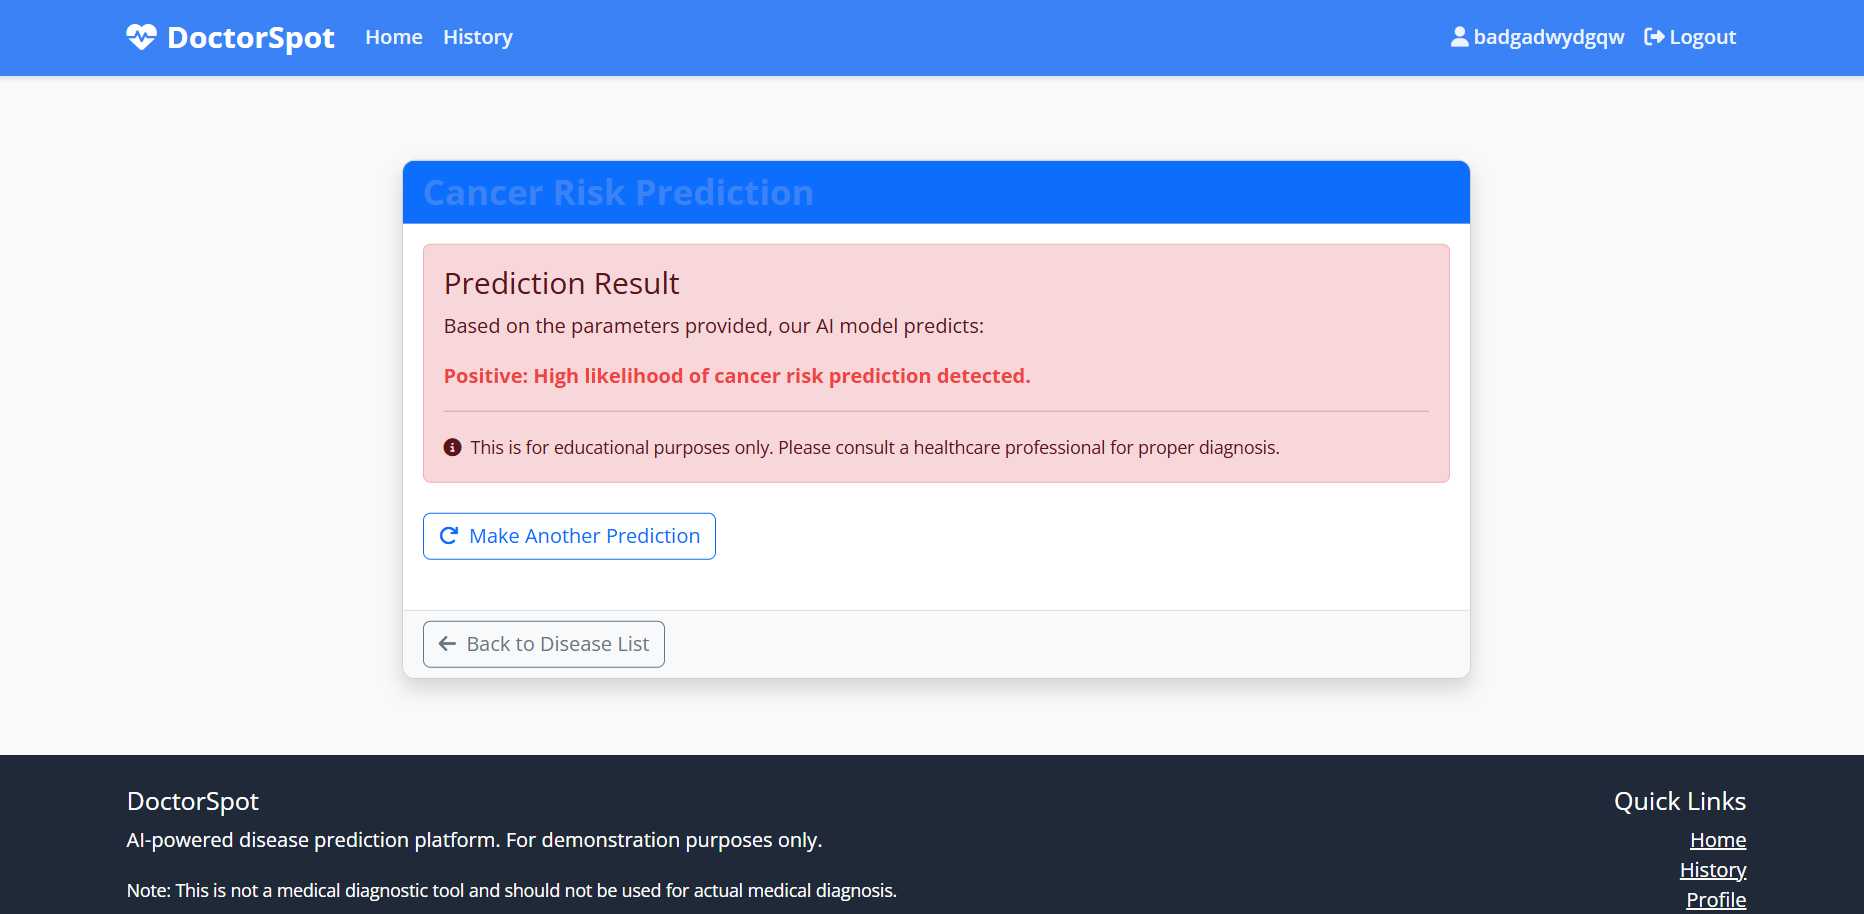 DoctorSpot
Home
History
badgadwydgqw
Logout
Cancer Risk Prediction
Prediction Result
Based on the parameters provided, our AI model predicts:
Positive: High likelihood of cancer risk prediction detected.
This is for educational purposes only. Please consult a healthcare professional for proper diagnosis.
Make Another Prediction
Back to Disease List
DoctorSpot
AI-powered disease prediction platform. For demonstration purposes only.
Note: This is not a medical diagnostic tool and should not be used for actual medical diagnosis.
Quick Links
Home
History
Profile